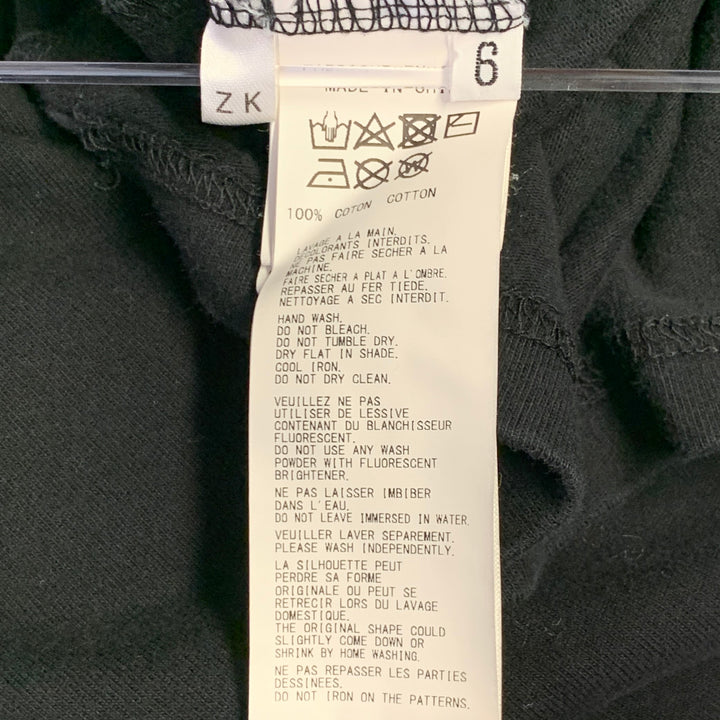 6
ZK
MADE IN CHI
100% COTON COTTON
LAVAGE A LA MAIN.
DECOLORANTS INTERDITS.
NE PAS FAIRE SECHER A LA
MACHINE.
FAIRE SECHER A PLAT A L'OMBRE.
REPASSER AU FER TIEDE.
NETTOYAGE A SEC INTERDIT.
HAND WASH.
DO NOT BLEACH.
DO NOT TUMBLE DRY.
DRY FLAT IN SHADE.
COOL IRON.
DO NOT DRY CLEAN.
VEUILLEZ NE PAS
UTILISER DE LESSIVE
CONTENANT DU BLANCHISSEUR
FLUORESCENT.
DO NOT USE ANY WASH
POWDER WITH FLUORESCENT
BRIGHTENER.
NE PAS LAISSER IMBIBER
DANS L'EAU.
DO NOT LEAVE IMMERSED IN WATER.
VEUILLER LAVER SEPAREMENT.
PLEASE WASH INDEPENDENTLY.
LA SILHOUETTE PEUT
PERDRE SA FORME
ORIGINALE OU PEUT SE
RETRECIR LORS DU LAVAGE
DOMESTIQUE.
THE ORIGINAL SHAPE COULD
SLIGHTLY COME DOWN OR
SHRINK BY HOME WASHING.
NE PAS REPASSER LES PARTIES
DESSINEES.
DO NOT IRON ON THE PATTERNS.